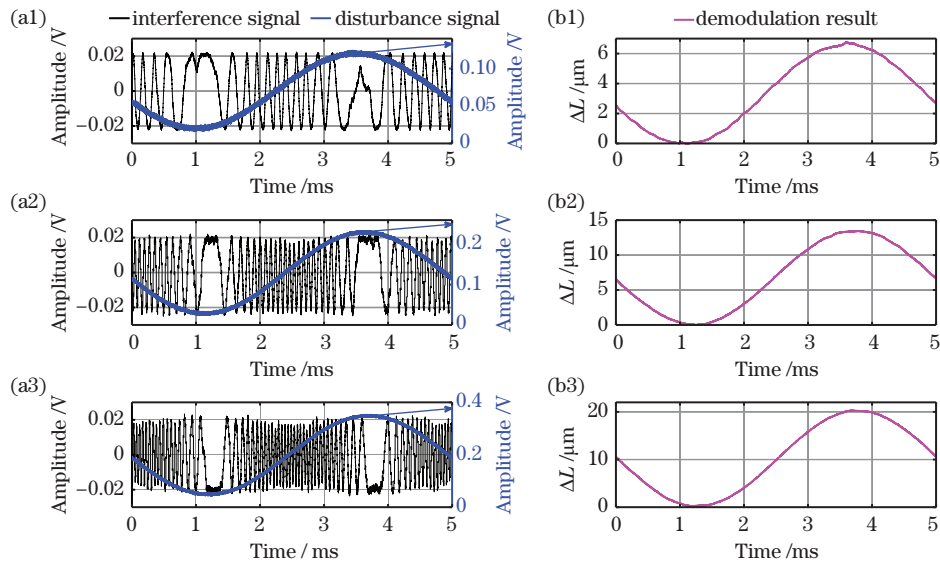 (a1)
interference signal
disturbance signal
Amplitude /V
0.02
0
−0.02
0 1 2 3 4 5
Time /ms
0.10
0.05
0
Amplitude /V
(b1)
demodulation result
ΔL /μm
6
4
2
0
0 1 2 3 4 5
Time /ms
(a2)
Amplitude /V
0.02
0
−0.02
0 1 2 3 4 5
Time /ms
0.2
0.1
0
Amplitude /V
(b2)
ΔL /μm
15
10
5
0
0 1 2 3 4 5
Time /ms
(a3)
Amplitude /V
0.02
0
−0.02
0 1 2 3 4 5
Time / ms
0.4
0.2
0
Amplitude /V
(b3)
ΔL /μm
20
10
0
0 1 2 3 4 5
Time /ms